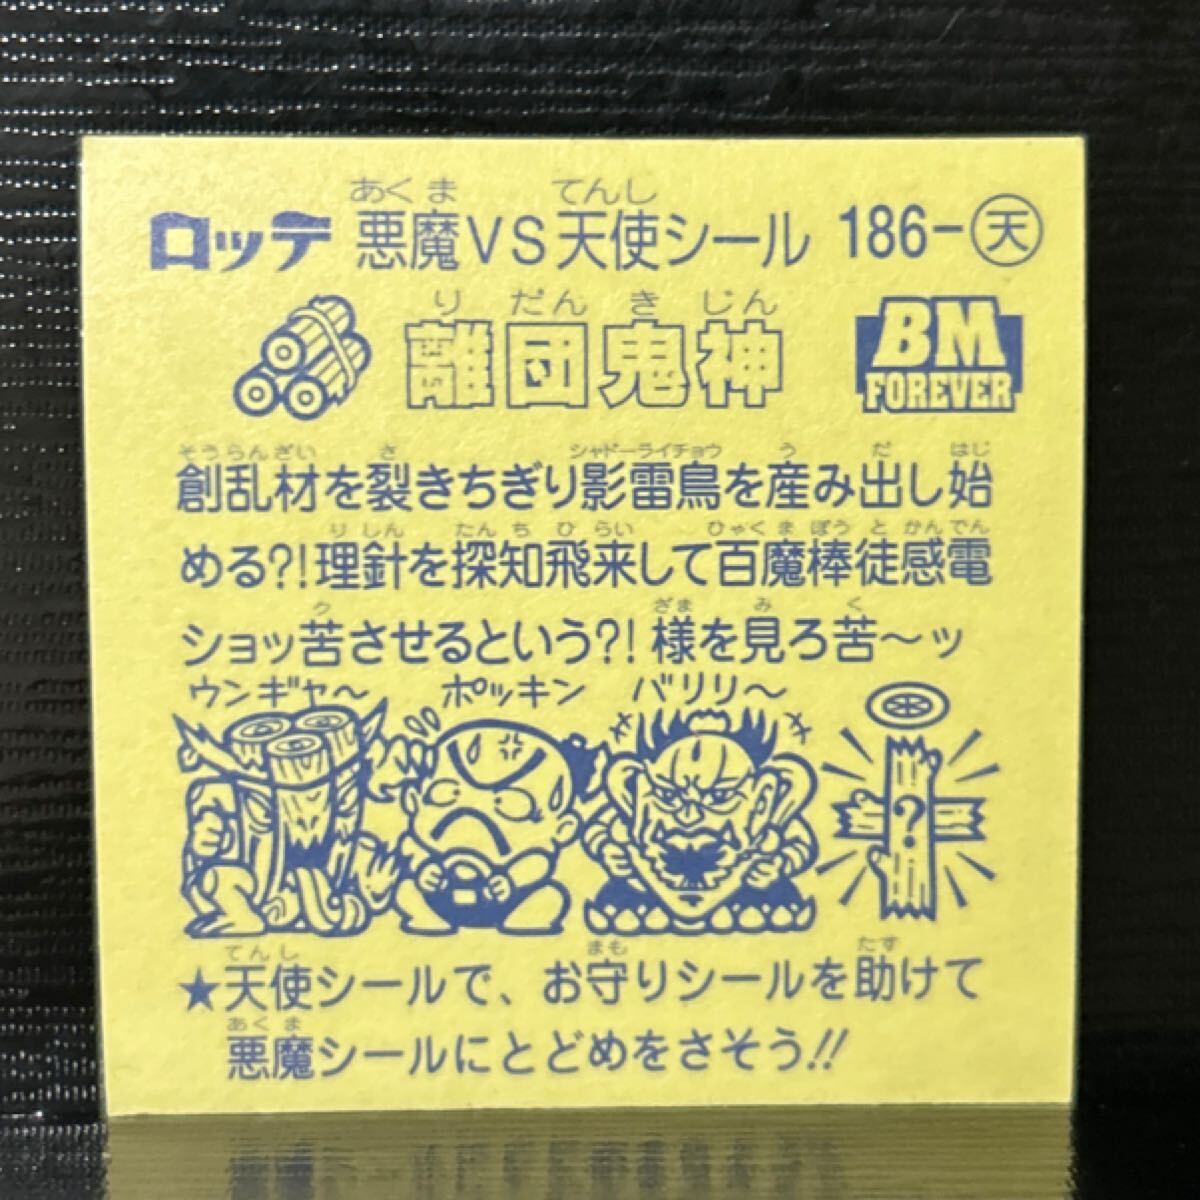 あくま てんし
ロッテ 悪魔VS天使シール 186-天
り だん き じん
離団鬼神
BM
FOREVER
そうらんざい さ シャドーライチョウ う だ はじ
創乱材を裂きちぎり影雷鳥を産み出し始
りしん たんち ひらい ひゃくま ぼう と かんでん
める?!理針を探知飛来して百魔棒徒感電
ク ざま み く
ショッ苦させるという?!様を見ろ苦〜ッ
ウンギャ〜 ポッキン バリリ〜
?
てんし まも たす
★天使シールで、お守りシールを助けて
あくま
悪魔シールにとどめをさそう!!